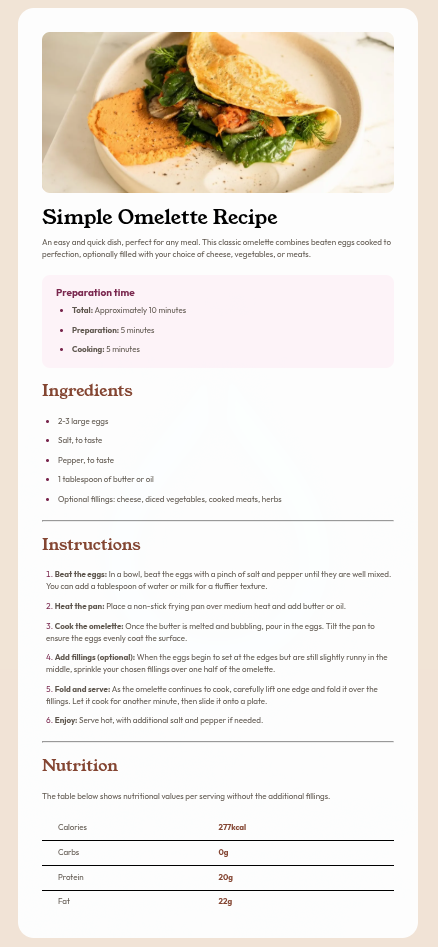 Simple Omelette Recipe
An easy and quick dish, perfect for any meal. This classic omelette combines beaten eggs cooked to
perfection, optionally filled with your choice of cheese, vegetables, or meats.
Preparation time
• Total: Approximately 10 minutes
• Preparation: 5 minutes
• Cooking: 5 minutes
Ingredients
• 2-3 large eggs
• Salt, to taste
• Pepper, to taste
• 1 tablespoon of butter or oil
• Optional fillings: cheese, diced vegetables, cooked meats, herbs
Instructions
1. Beat the eggs: In a bowl, beat the eggs with a pinch of salt and pepper until they are well mixed.
You can add a tablespoon of water or milk for a fluffier texture.
2. Heat the pan: Place a non-stick frying pan over medium heat and add butter or oil.
3. Cook the omelette: Once the butter is melted and bubbling, pour in the eggs. Tilt the pan to
ensure the eggs evenly coat the surface.
4. Add fillings (optional): When the eggs begin to set at the edges but are still slightly runny in the
middle, sprinkle your chosen fillings over one half of the omelette.
5. Fold and serve: As the omelette continues to cook, carefully lift one edge and fold it over the
fillings. Let it cook for another minute, then slide it onto a plate.
6. Enjoy: Serve hot, with additional salt and pepper if needed.
Nutrition
The table below shows nutritional values per serving without the additional fillings.
Calories 277kcal
Carbs 0g
Protein 20g
Fat 22g